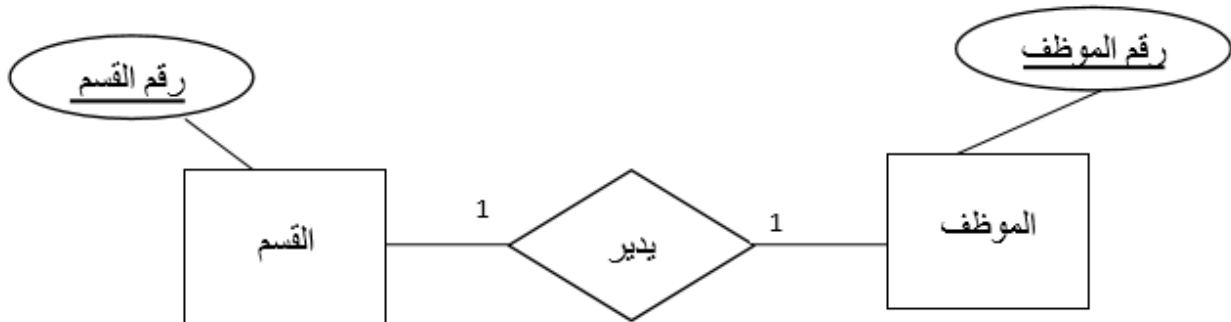 رقم الموظف
رقم القسم
الموظف
1
يدير
1
القسم